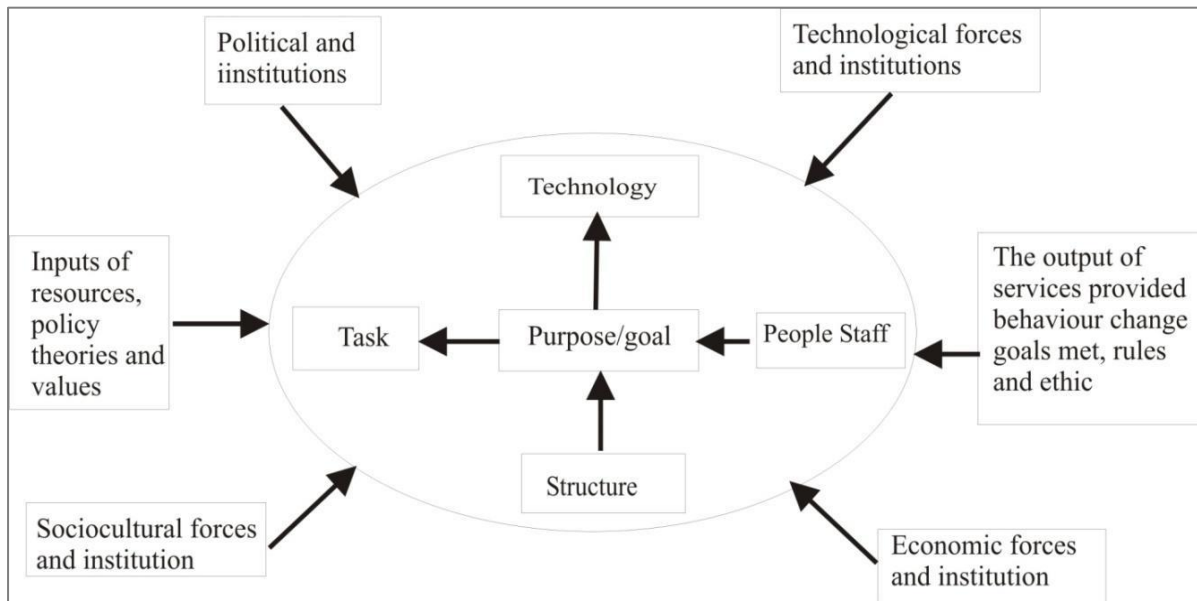 Political and
iinstitutions
Technological forces
and institutions
Technology
Inputs of
resources,
policy
theories and
values
Task
Purpose/goal
People Staff
The output of
services provided
behaviour change
goals met, rules
and ethic
Structure
Sociocultural forces
and institution
Economic forces
and institution